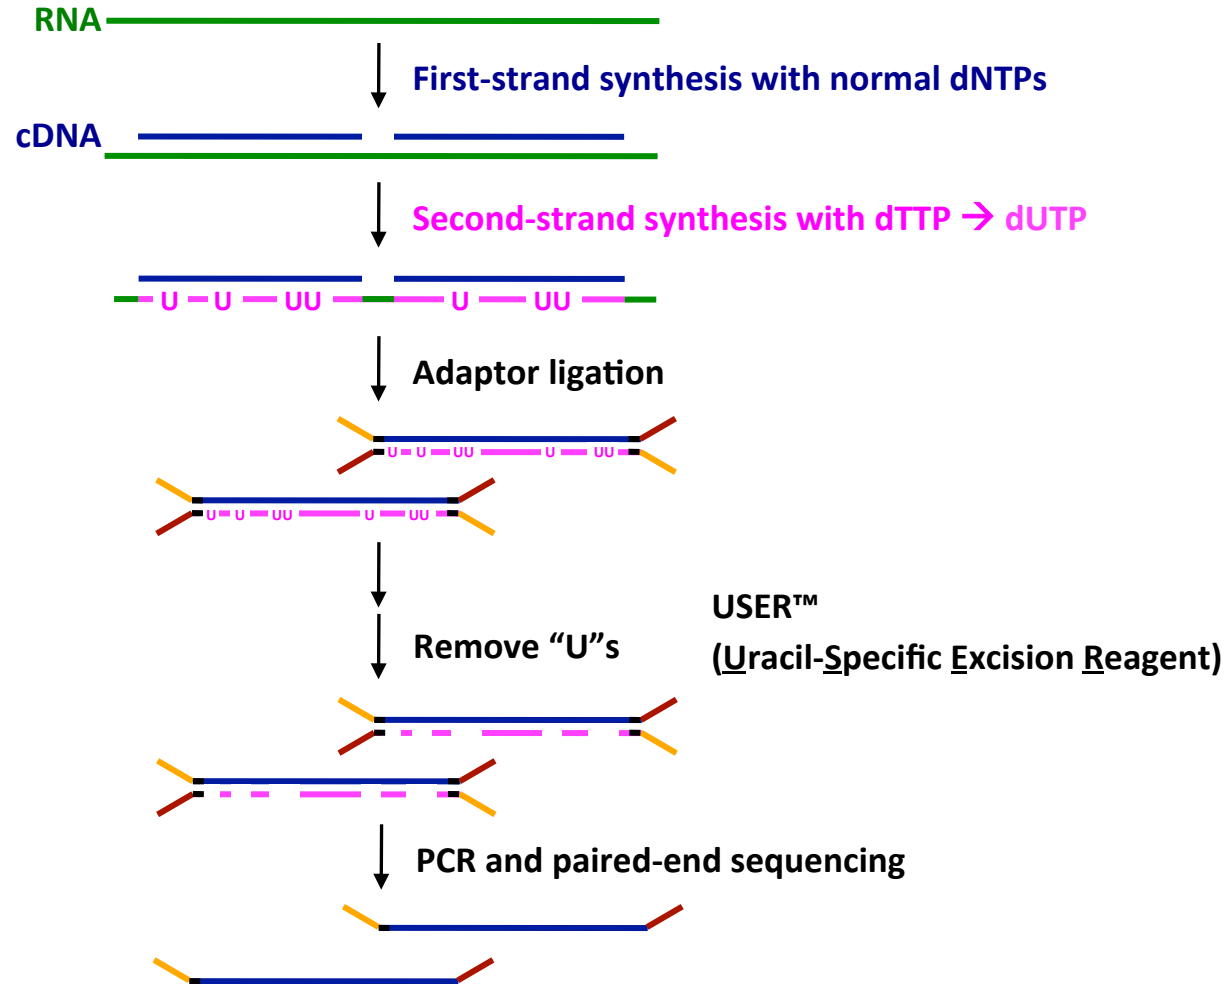 RNA
First-strand synthesis with normal dNTPs
cDNA
Second-strand synthesis with dTTP → dUTP
U U UU U UU
Adaptor ligation
U U UU U UU
U U UU U UU
USER™
Remove “U”s
(Uracil-Specific Excision Reagent)
PCR and paired-end sequencing